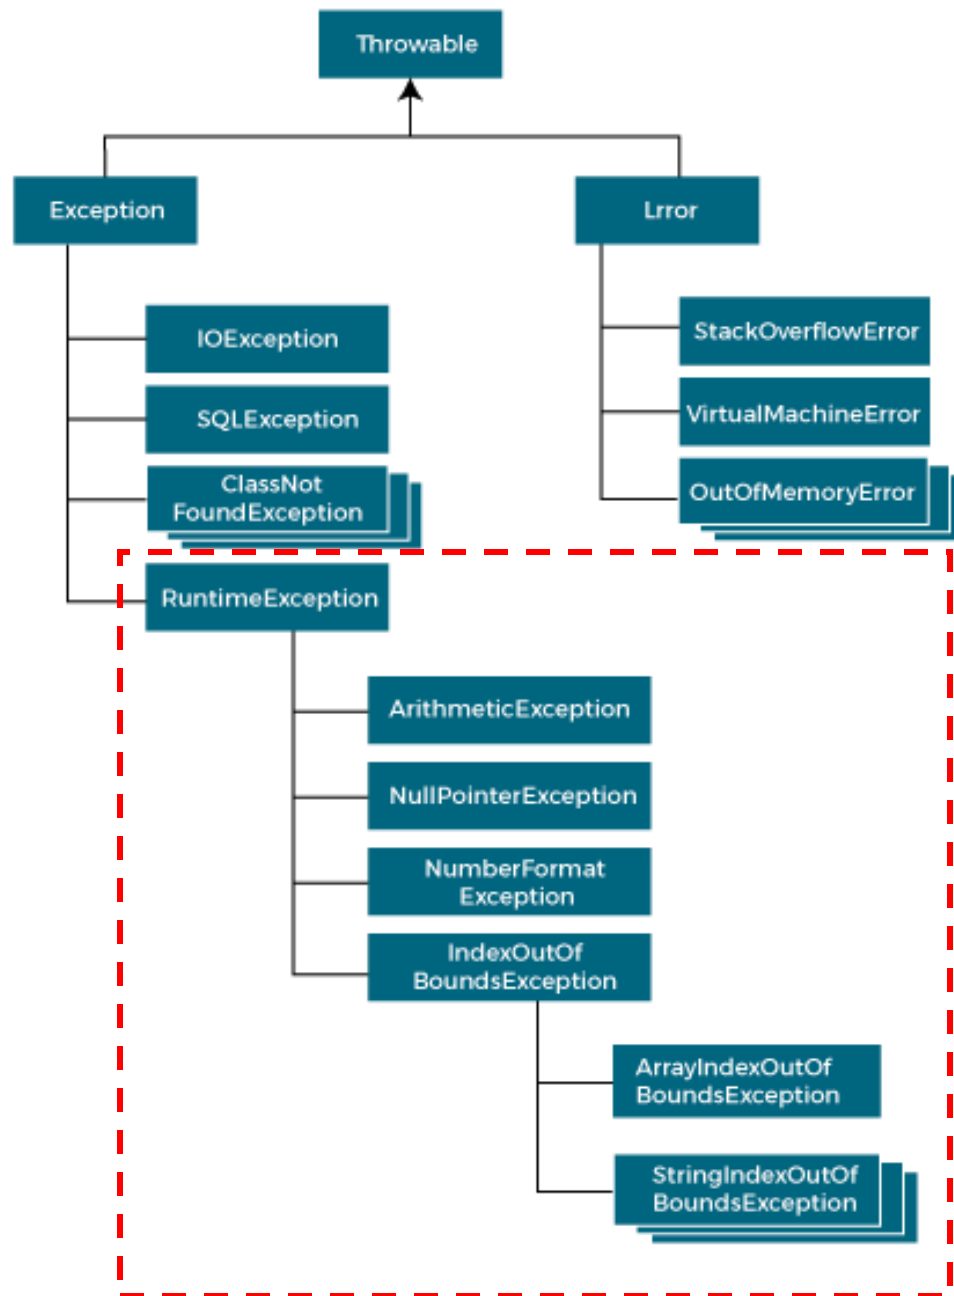 Throwable
Exception
Lrror
IOException
SQLException
ClassNot
FoundException
RuntimeException
StackOverflowError
VirtualMachineError
OutOfMemoryError
ArithmeticException
NullPointerException
NumberFormat
Exception
IndexOutOf
BoundsException
ArrayIndexOutOf
BoundsException
StringIndexOutOf
BoundsException